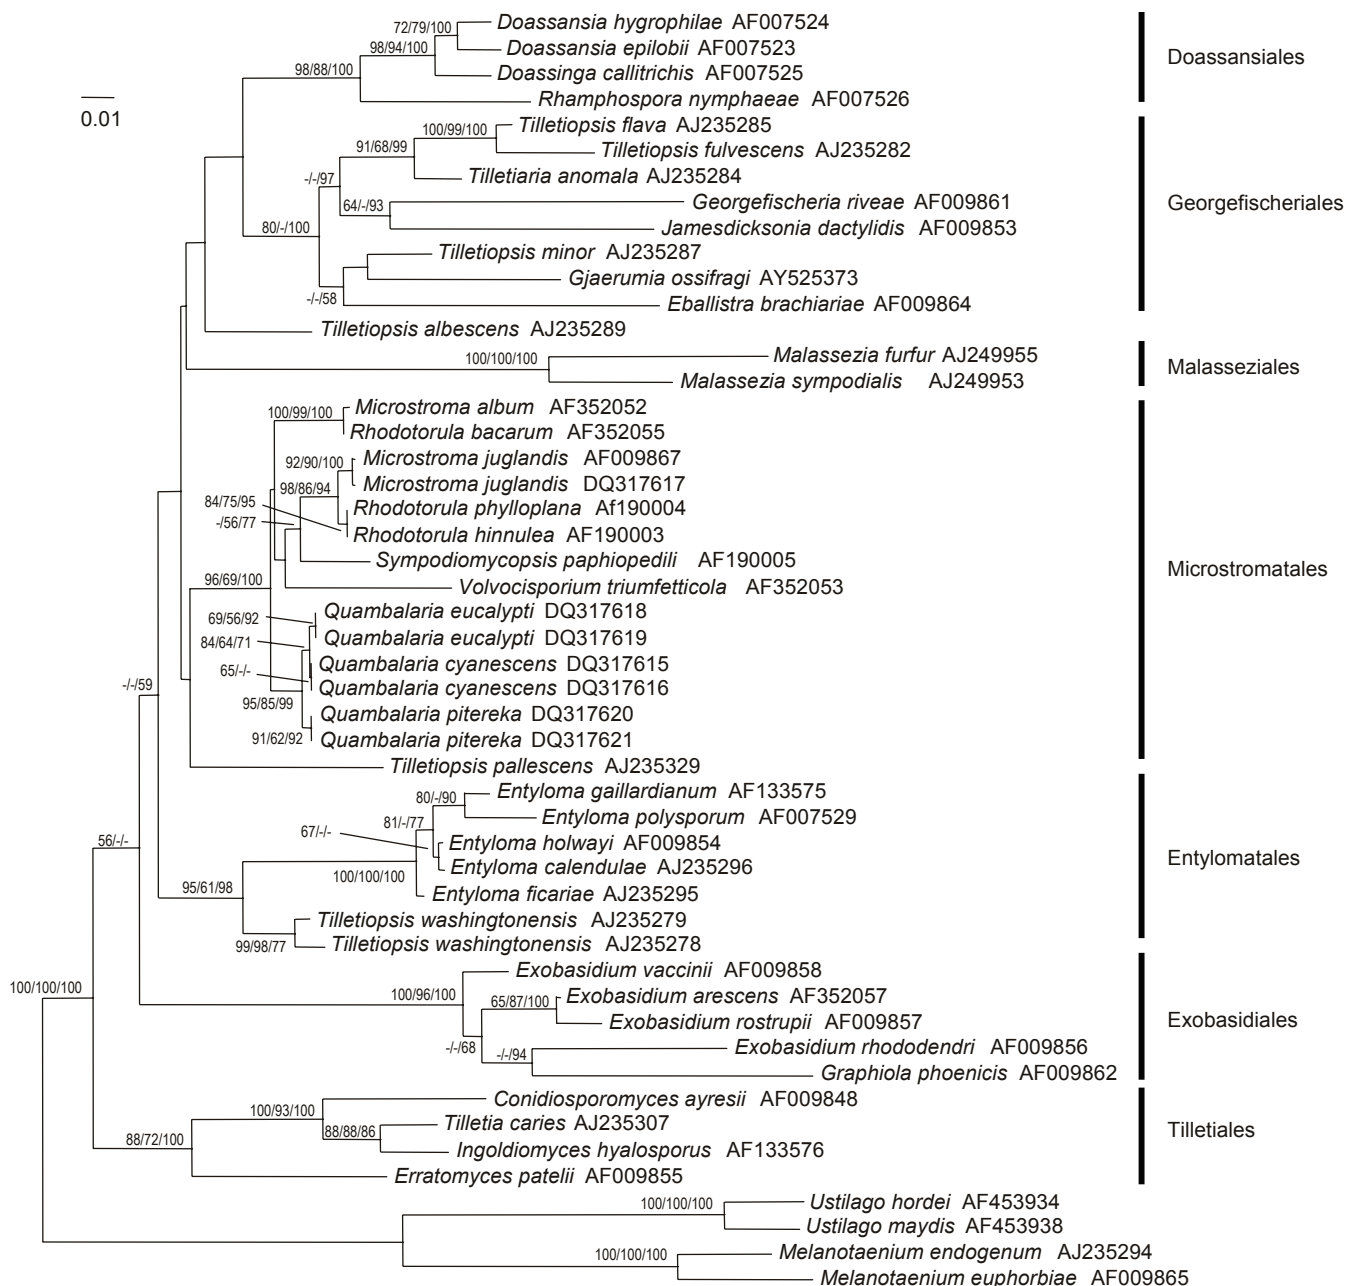 72/79/100
Doassansia hygrophilae AF007524
98/94/100
Doassansia epilobii AF007523
Doassansiales
98/88/100
Doassinga callitrichis AF007525
0.01
Rhamphospora nymphaeae AF007526
100/99/100
Tilletiopsis flava AJ235285
91/68/99
Tilletiopsis fulvescens AJ235282
-/-/97
Tilletiaria anomala AJ235284
64/-/93
Georgefischeria riveae AF009861
Georgefischeriales
80/-/100
Jamesdicksonia dactylidis AF009853
Tilletiopsis minor AJ235287
Gjaerumia ossifragi AY525373
-/-/58
Eballistra brachiariae AF009864
Tilletiopsis albescens AJ235289
100/100/100
Malassezia furfur AJ249955
Malasseziales
Malassezia sympodialis AJ249953
100/99/100
Microstroma album AF352052
Rhodotorula bacarum AF352055
92/90/100
Microstroma juglandis AF009867
98/86/94
Microstroma juglandis DQ317617
84/75/95
Rhodotorula phylloplana Af190004
-/56/77
Rhodotorula hinnulea AF190003
Sympodiomycopsis paphiopedili AF190005
Microstromatales
96/69/100
Volvocisporium triumfetticola AF352053
69/56/92
Quambalaria eucalypti DQ317618
84/64/71
Quambalaria eucalypti DQ317619
65/-/-
Quambalaria cyanescens DQ317615
-/-/59
Quambalaria cyanescens DQ317616
95/85/99
Quambalaria pitereka DQ317620
91/62/92
Quambalaria pitereka DQ317621
Tilletiopsis pallescens AJ235329
80/-/90
Entyloma gaillardianum AF133575
81/-/77
Entyloma polysporum AF007529
67/-/-
56/-/-
Entyloma holwayi AF009854
Entylomatales
Entyloma calendulae AJ235296
100/100/100
95/61/98
Entyloma ficariae AJ235295
Tilletiopsis washingtonensis AJ235279
99/98/77
Tilletiopsis washingtonensis AJ235278
Exobasidium vaccinii AF009858
100/100/100
100/96/100
65/87/100
Exobasidium arescens AF352057
Exobasidiales
Exobasidium rostrupii AF009857
-/-/68
-/-/94
Exobasidium rhododendri AF009856
Graphiola phoenicis AF009862
Conidiosporomyces ayresii AF009848
100/93/100
Tilletia caries AJ235307
88/88/86
Tilletiales
88/72/100
Ingoldiomyces hyalosporus AF133576
Erratomyces patelii AF009855
100/100/100
Ustilago hordei AF453934
Ustilago maydis AF453938
100/100/100
Melanotaenium endogenum AJ235294
Melanotaenium euphorbiae AF009865